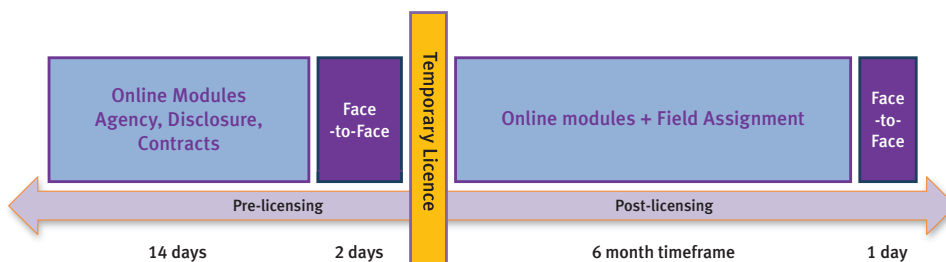 Online Modules
Agency, Disclosure,
Contracts
Face
-to-Face
Temporary Licence
Online modules + Field Assignment
Face
-to-
Face
Pre-licensing
Post-licensing
14 days
2 days
6 month timeframe
1 day